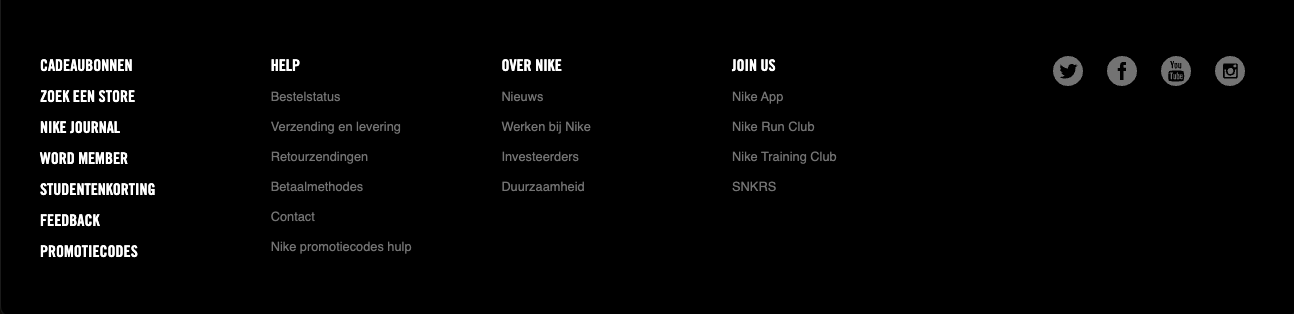 CADEAUBONNEN
ZOEK EEN STORE
NIKE JOURNAL
WORD MEMBER
STUDENTENKORTING
FEEDBACK
PROMOTIECODES
HELP
Bestelstatus
Verzending en levering
Retourzendingen
Betaalmethodes
Contact
Nike promotiecodes hulp
OVER NIKE
Nieuws
Werken bij Nike
Investeerders
Duurzaamheid
JOIN US
Nike App
Nike Run Club
Nike Training Club
SNKRS
You
Tube